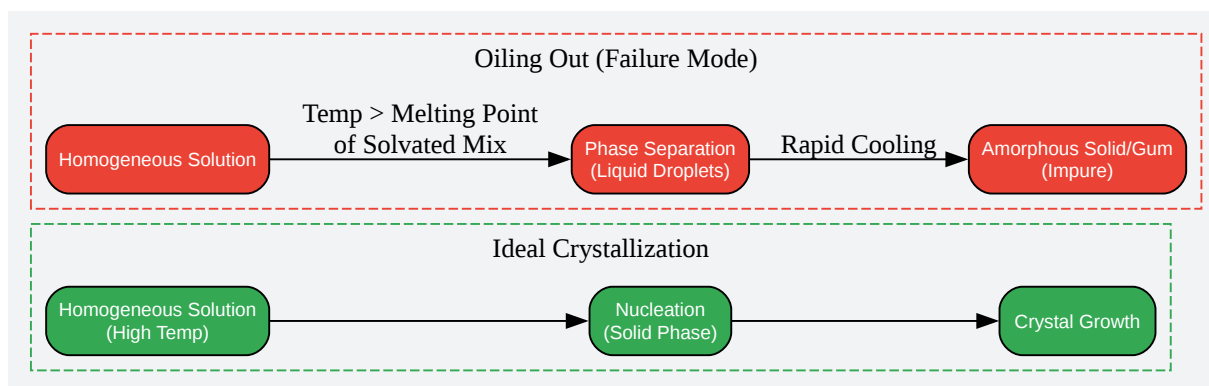 Oiling Out (Failure Mode)
Homogeneous Solution
Temp > Melting Point
of Solvated Mix
Phase Separation
(Liquid Droplets)
Rapid Cooling
Amorphous Solid/Gum
(Impure)
Ideal Crystallization
Homogeneous Solution
(High Temp)
Nucleation
(Solid Phase)
Crystal Growth